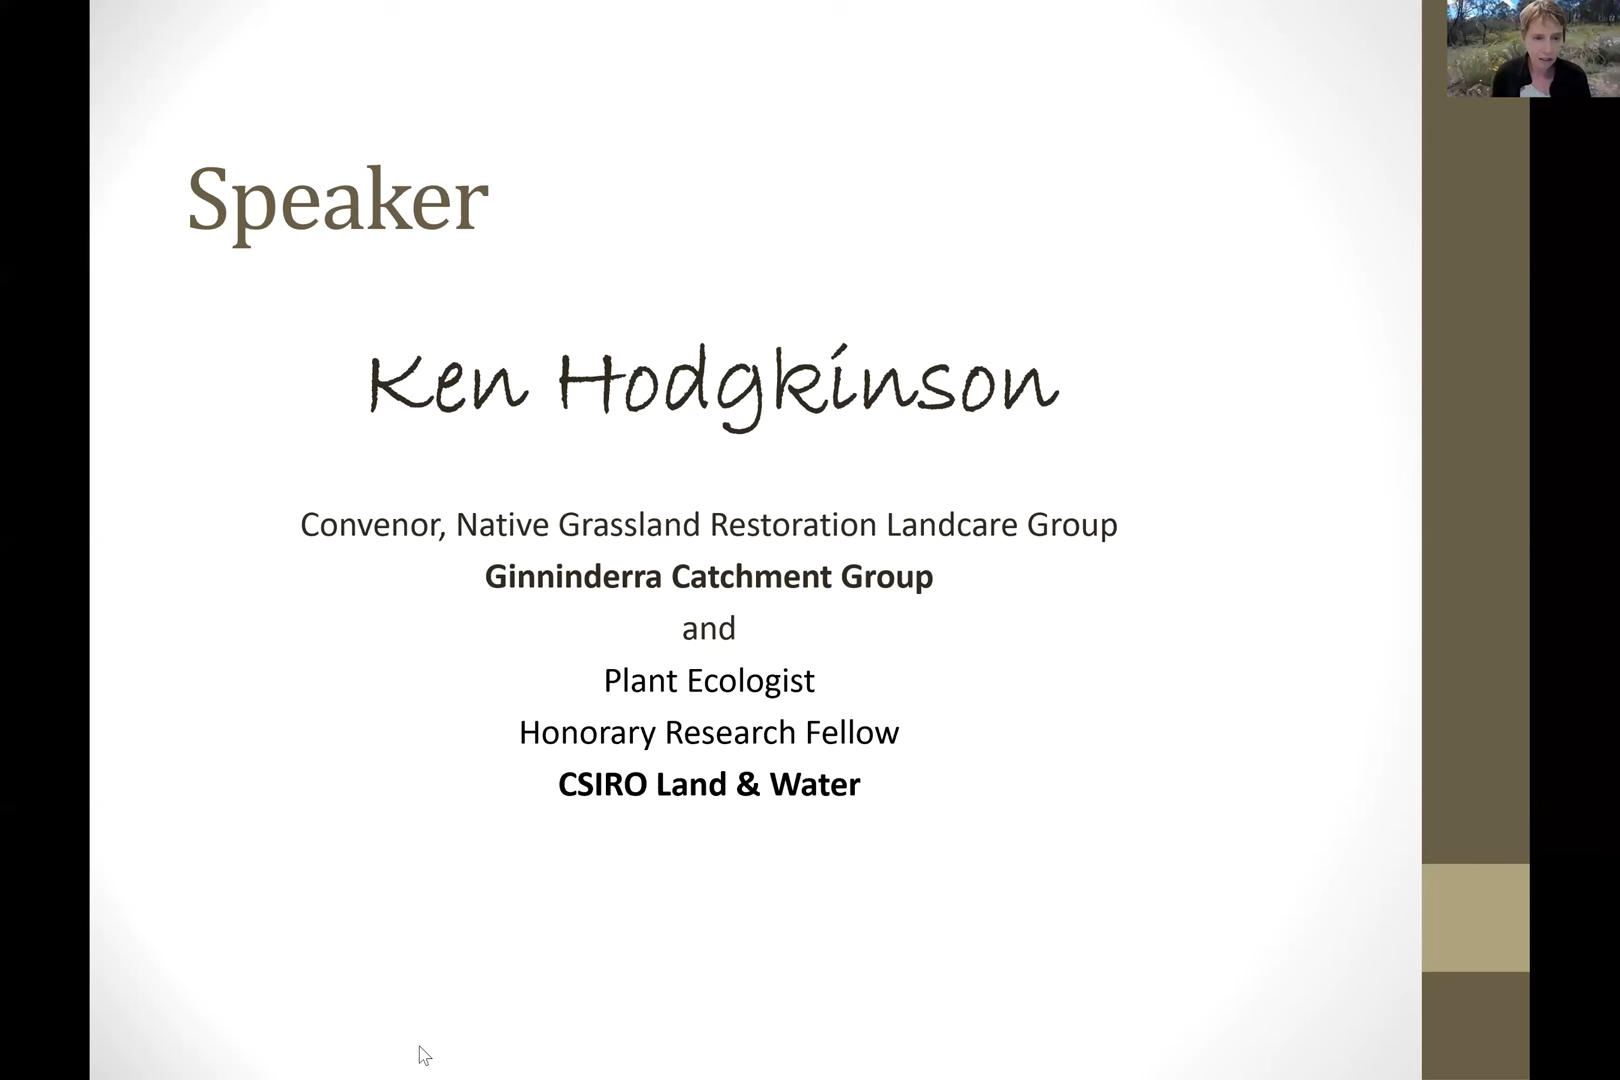 Speaker
Ken Hodgkinson
Convenor, Native Grassland Restoration Landcare Group
Ginninderra Catchment Group
and
Plant Ecologist
Honorary Research Fellow
CSIRO Land & Water